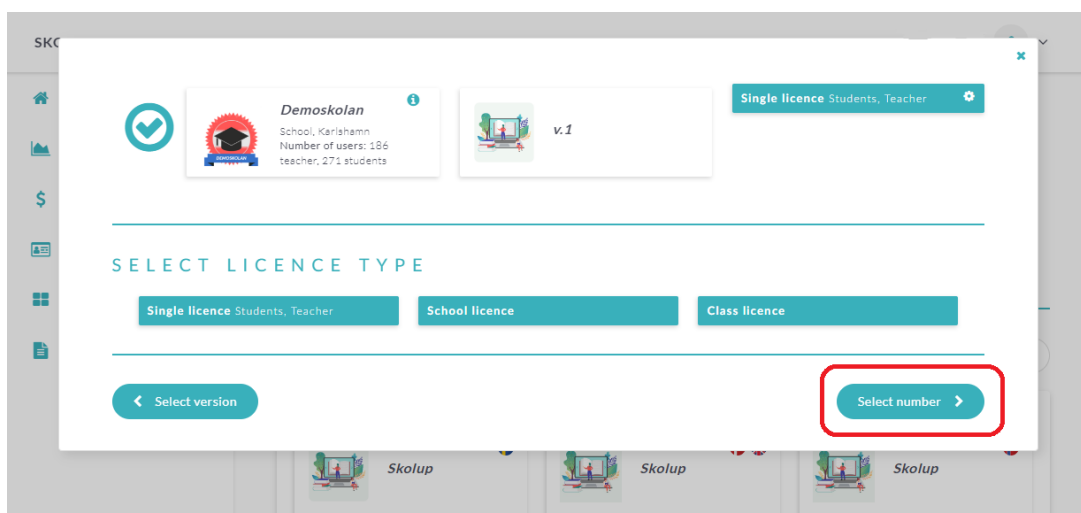 SKO
Demoskolan
School, Karlshamn
Number of users: 186
teacher, 271 students
DEMOSKOLAN
v.1
Single licence Students, Teacher
SELECT LICENCE TYPE
Single licence Students, Teacher
School licence
Class licence
Select version
Select number
Skolup
Skolup
Skolup